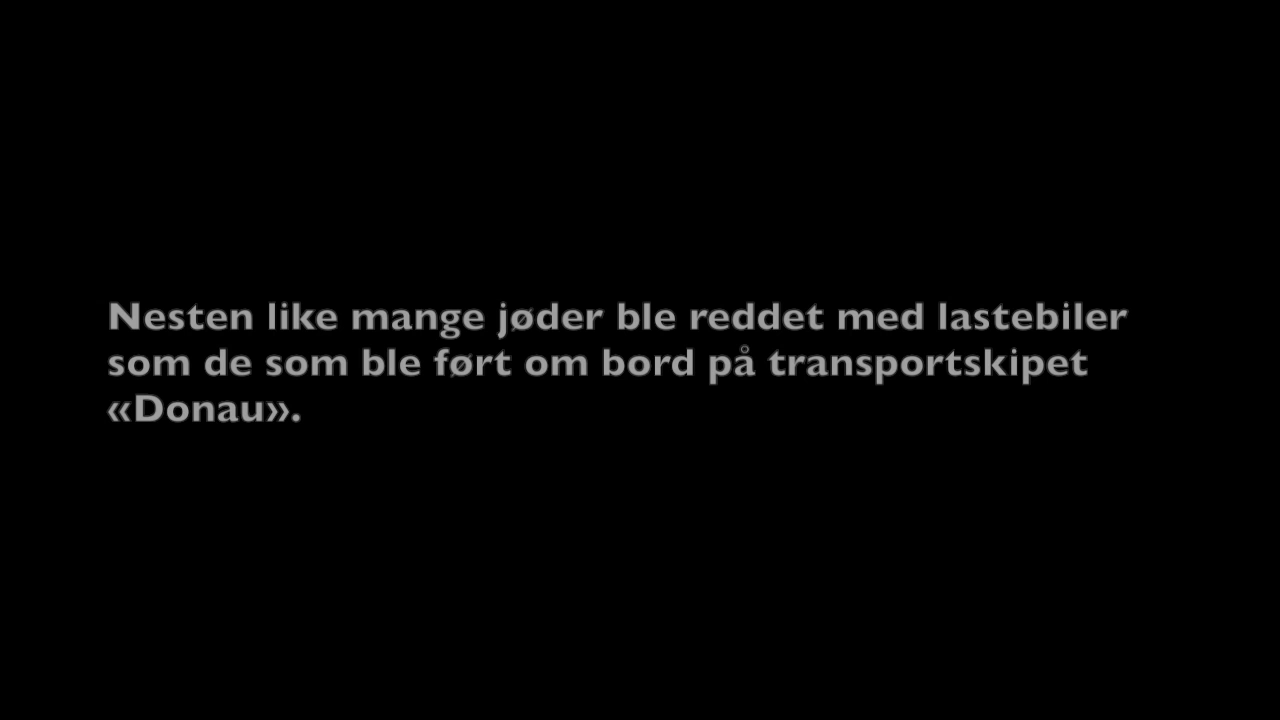 Nesten like mange jøder ble reddet med lastebiler
som de som ble ført om bord på transportskipet
«Donau».